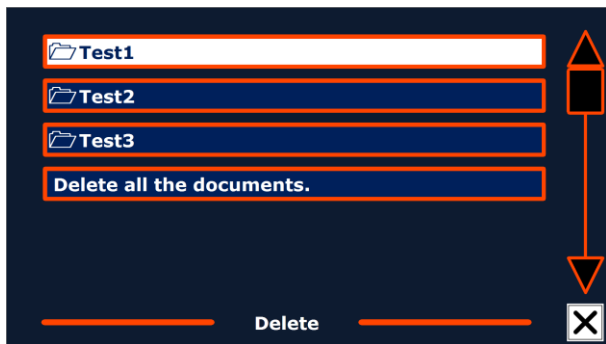 Test1
Test2
Test3
Delete all the documents.
Delete